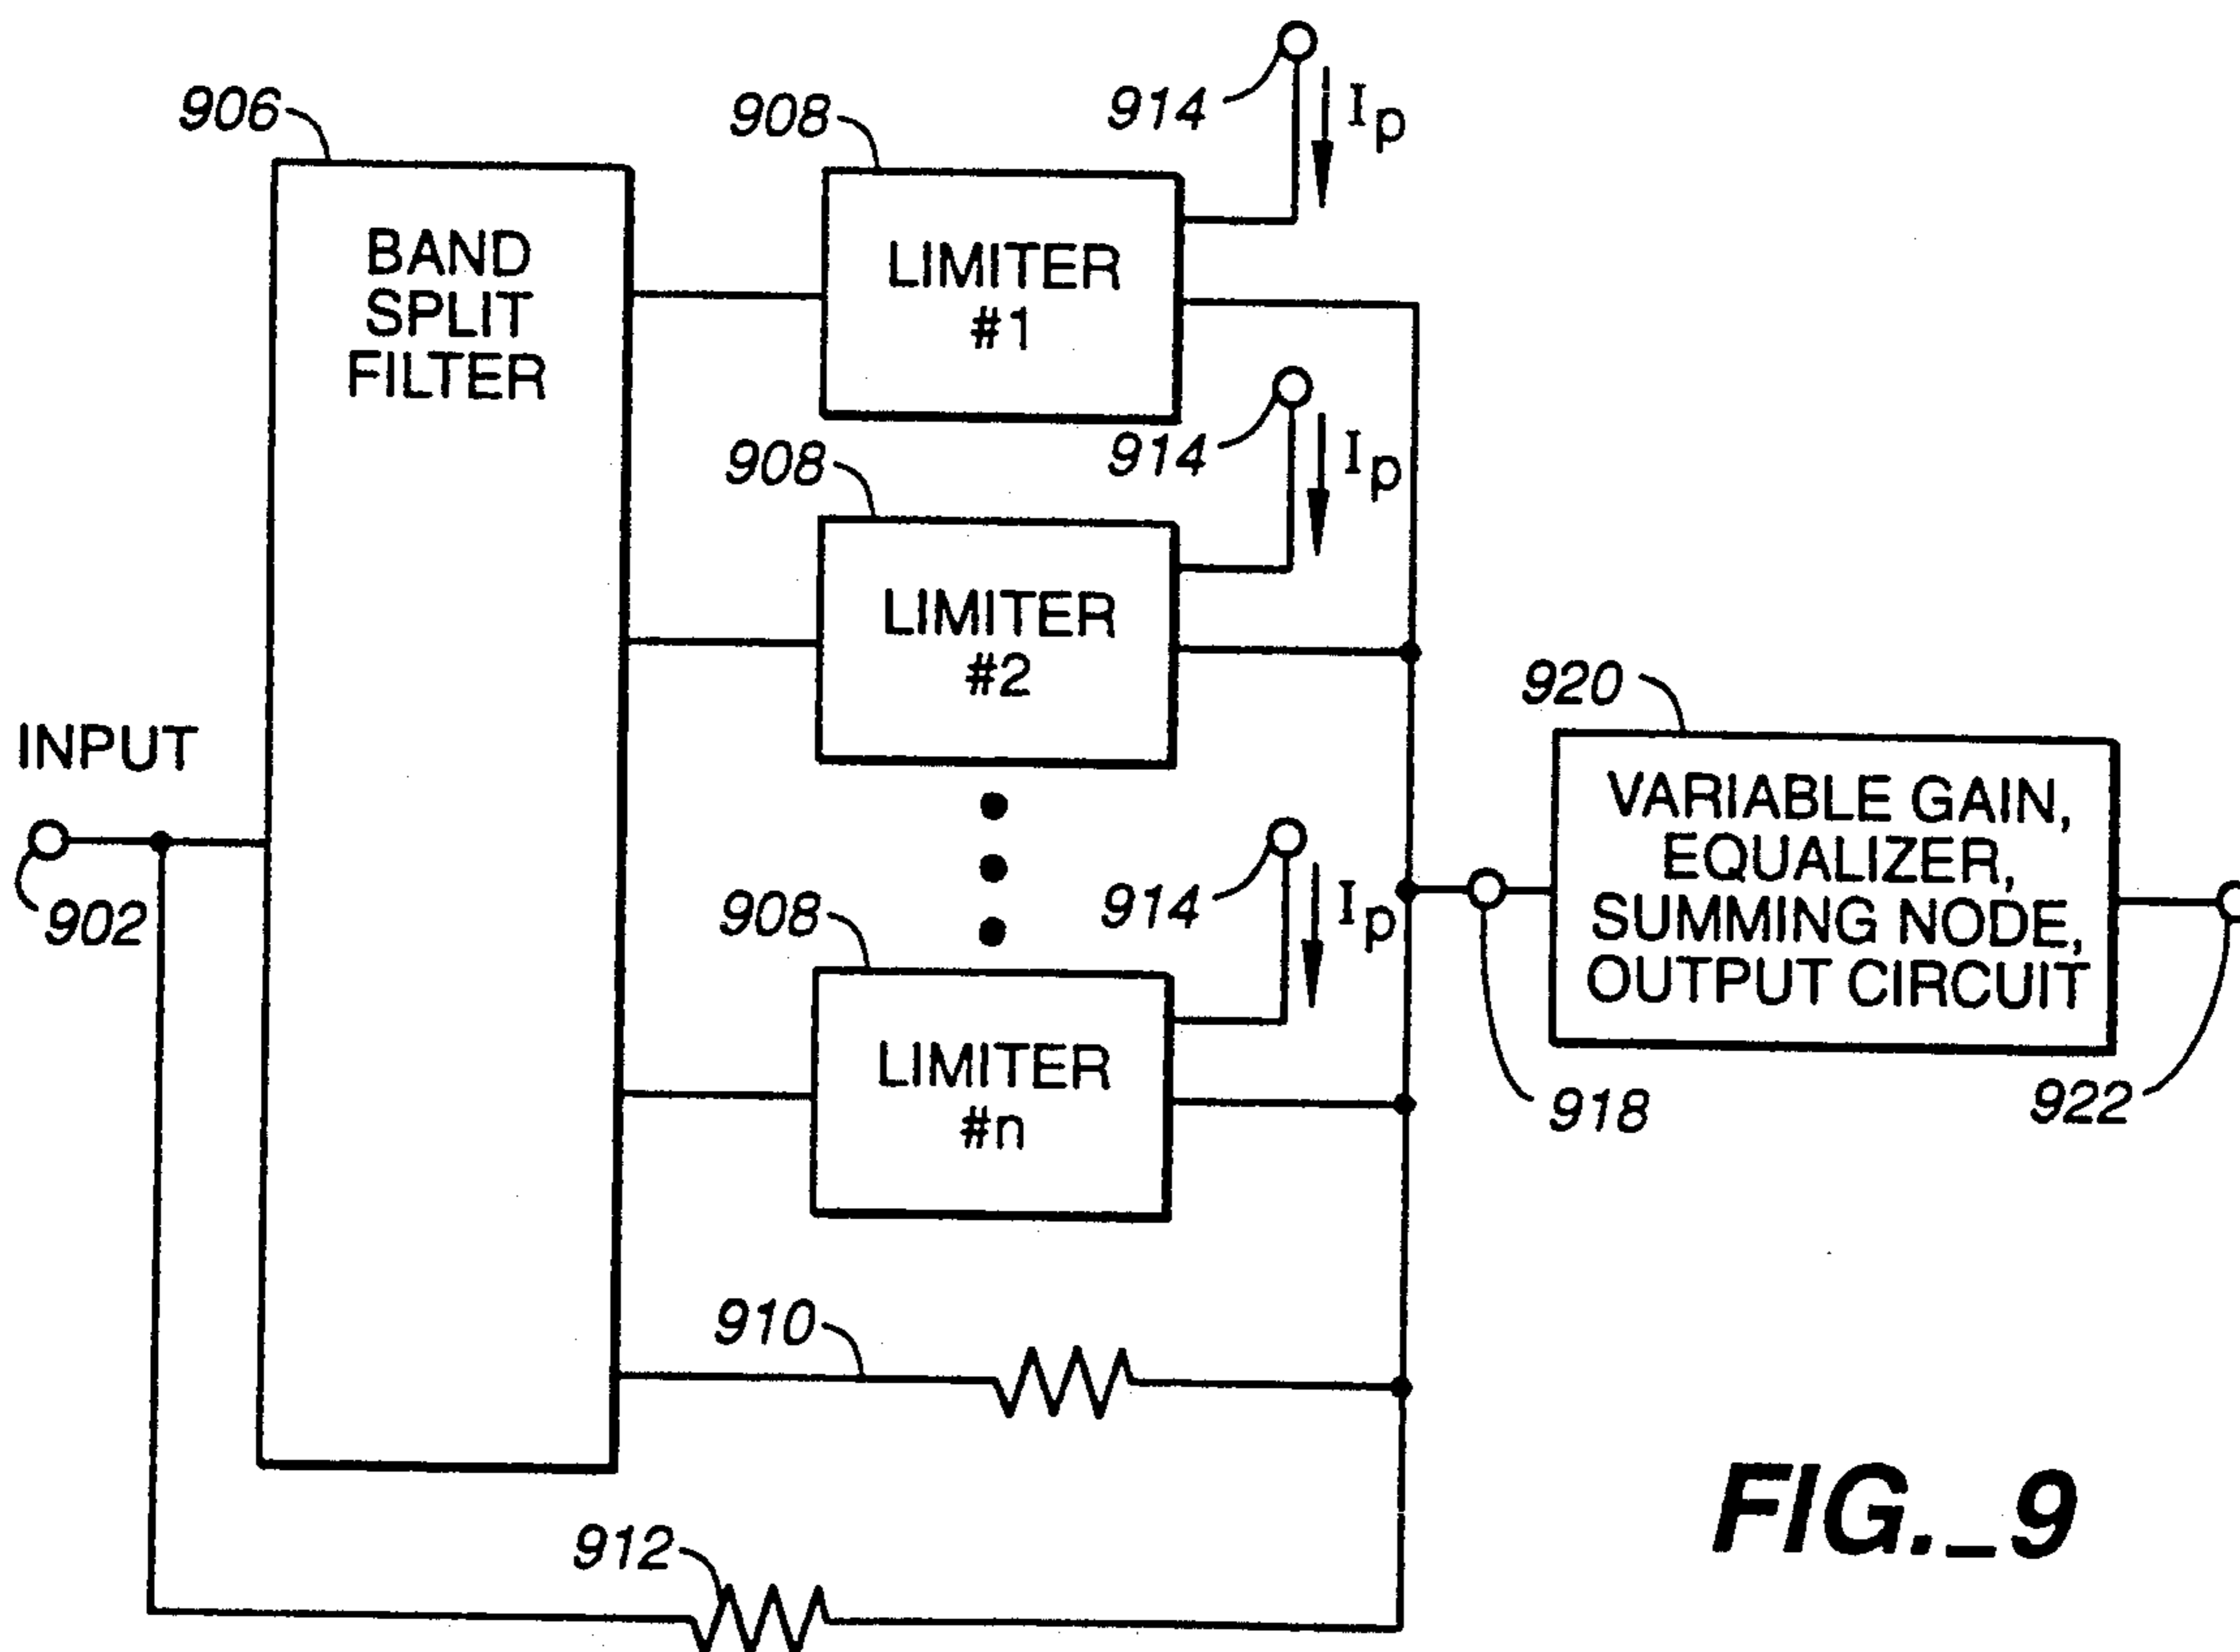 914
Ip
906
908
BAND
SPLIT
FILTER
LIMITER
#1
914
Ip
908
LIMITER
#2
INPUT
902
920
VARIABLE GAIN,
EQUALIZER,
SUMMING NODE,
OUTPUT CIRCUIT
914
Ip
908
LIMITER
#n
918
922
910
912
FIG._9